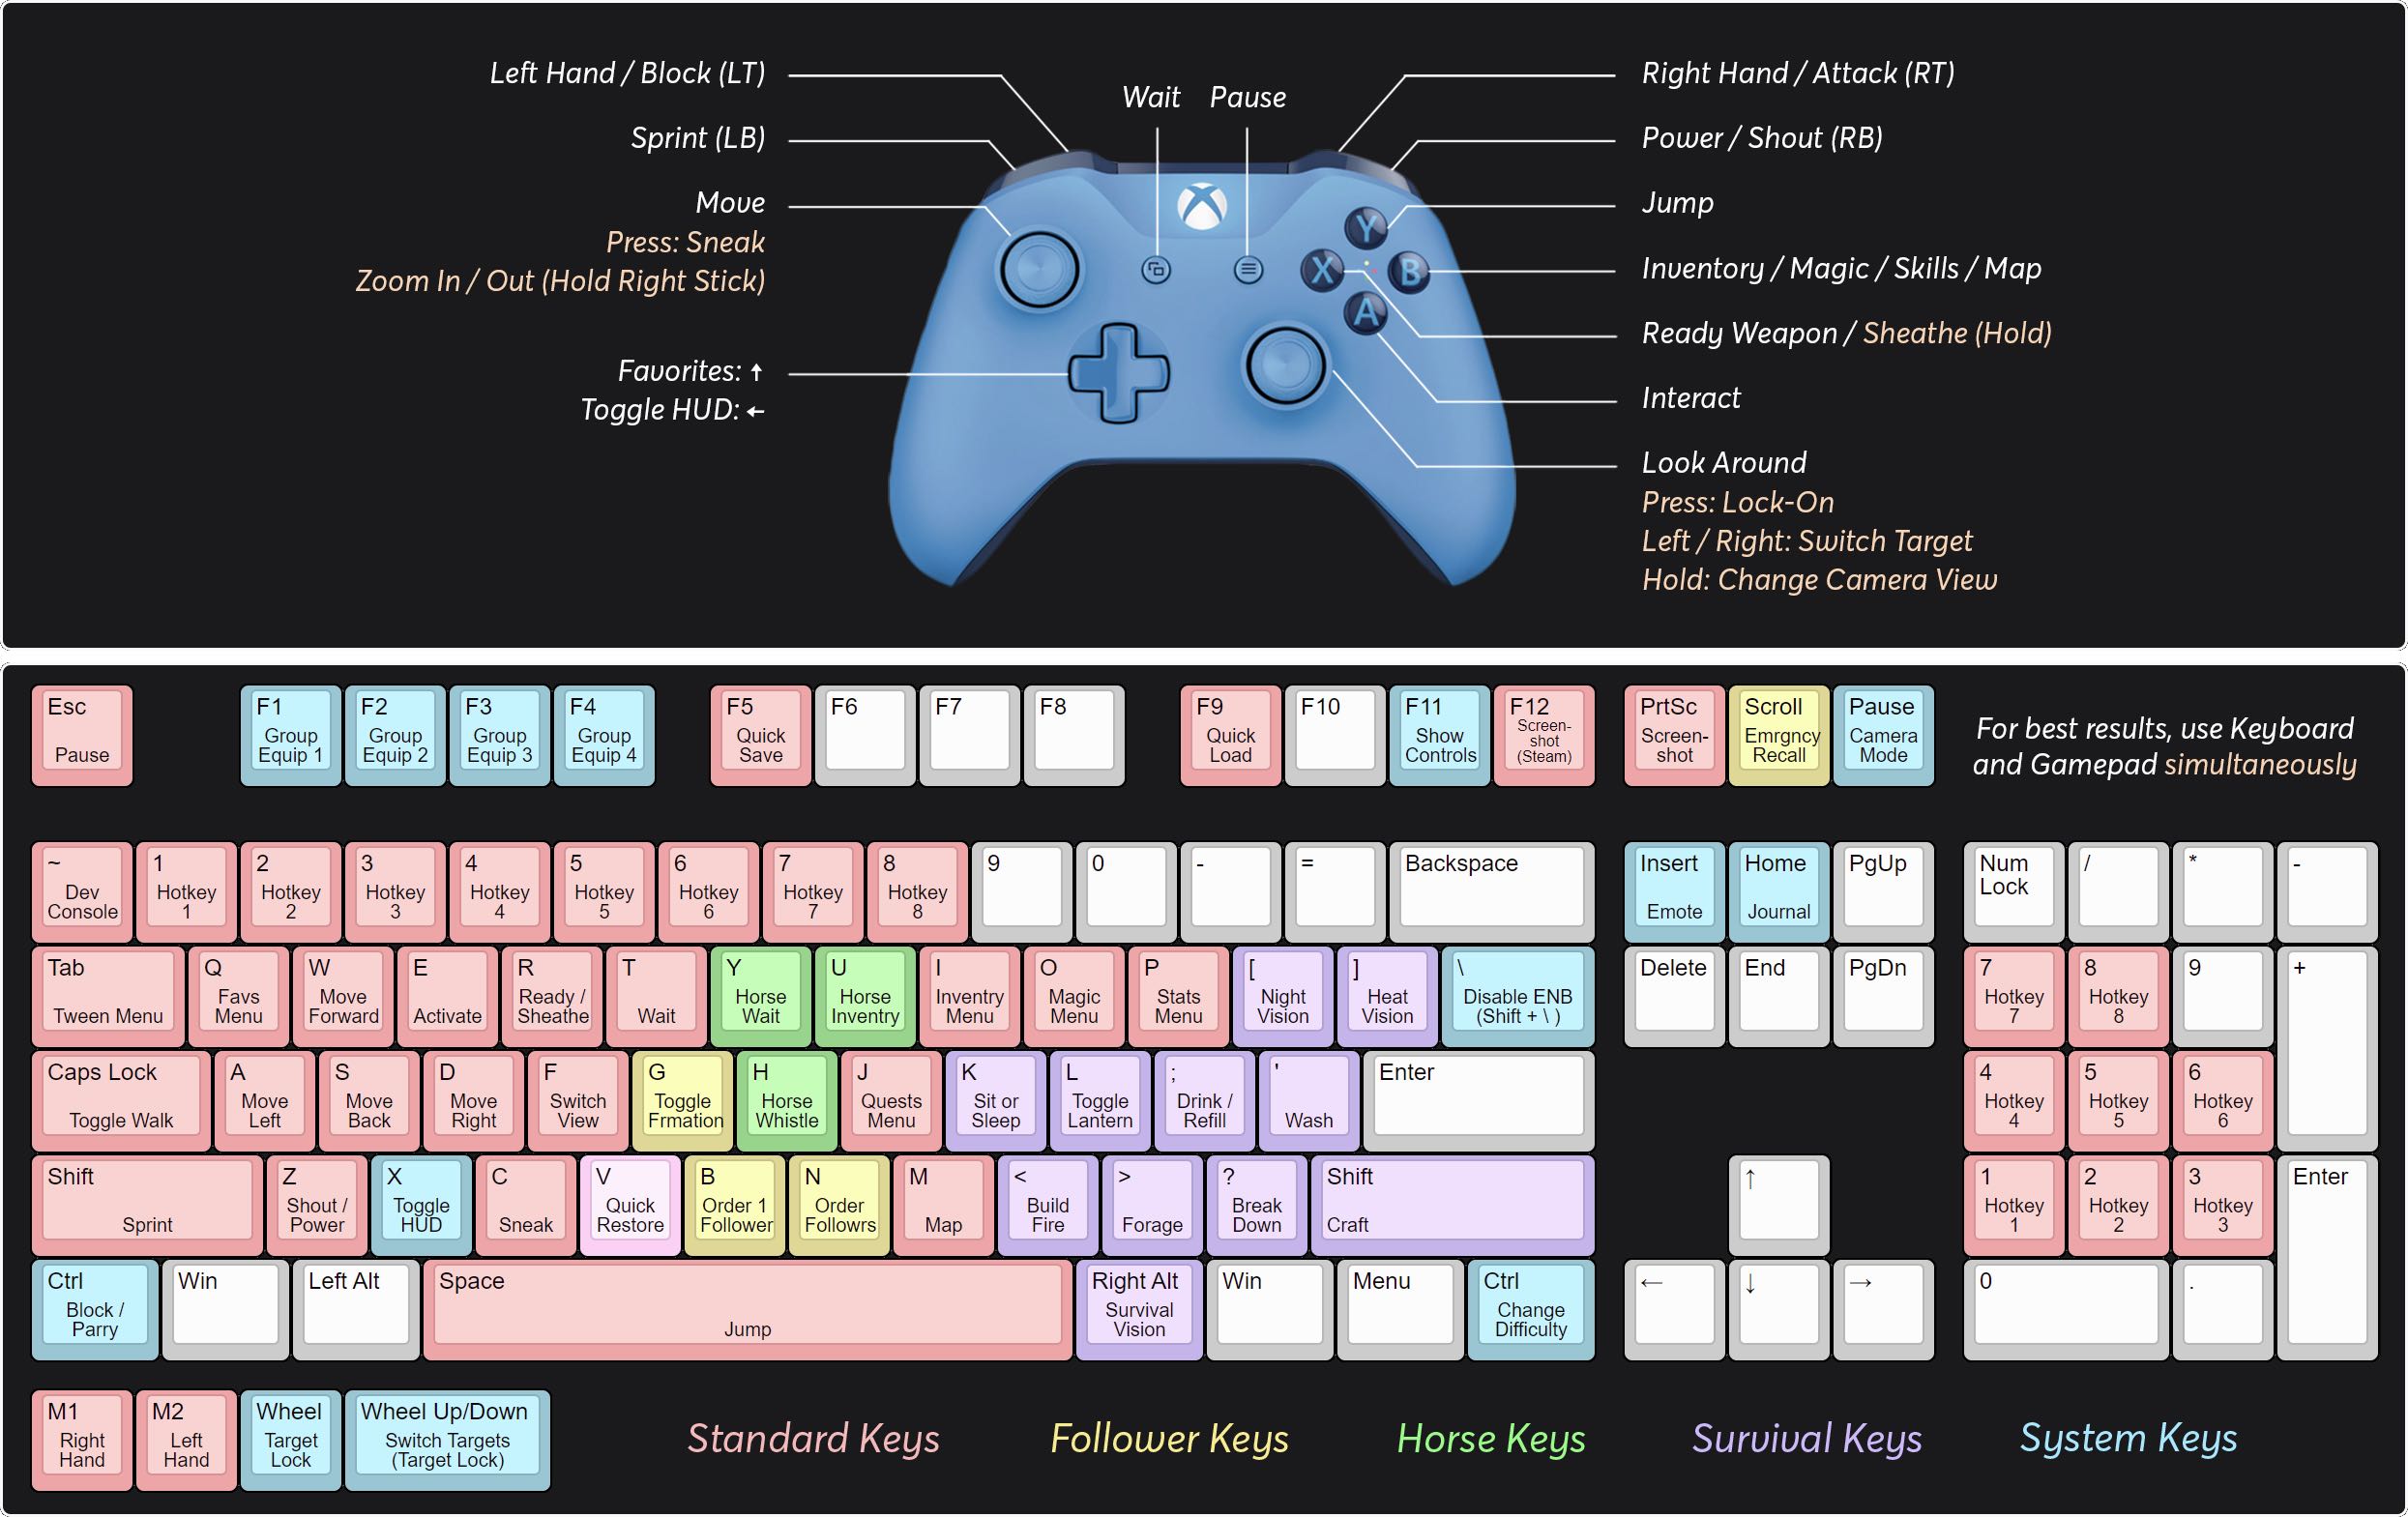 Left Hand / Block (LT)
Sprint (LB)
Move
Press: Sneak
Zoom In / Out (Hold Right Stick)
Favorites: ↑
Toggle HUD: ←
Wait Pause
Y
X B
A
Right Hand / Attack (RT)
Power / Shout (RB)
Jump
Inventory / Magic / Skills / Map
Ready Weapon / Sheathe (Hold)
Interact
Look Around
Press: Lock-On
Left / Right: Switch Target
Hold: Change Camera View
Esc
Pause
F1
Group
Equip 1
F2
Group
Equip 2
F3
Group
Equip 3
F4
Group
Equip 4
F5
Quick
Save
F6
F7
F8
F9
Quick
Load
F10
F11
Show
Controls
F12
Screen-
shot
(Steam)
PrtSc
Screen-
shot
Scroll
Emrgncy
Recall
Pause
Camera
Mode
For best results, use Keyboard
and Gamepad simultaneously
~
Dev
Console
1
Hotkey
1
2
Hotkey
2
3
Hotkey
3
4
Hotkey
4
5
Hotkey
5
6
Hotkey
6
7
Hotkey
7
8
Hotkey
8
9
0
-
=
Backspace
Insert
Emote
Home
Journal
PgUp
Num
Lock
/
*
-
Tab
Tween Menu
Q
Favs
Menu
W
Move
Forward
E
Activate
R
Ready /
Sheathe
T
Wait
Y
Horse
Wait
U
Horse
Inventry
I
Inventry
Menu
O
Magic
Menu
P
Stats
Menu
[
Night
Vision
]
Heat
Vision
\
Disable ENB
(Shift + \ )
Delete
End
PgDn
7
Hotkey
7
8
Hotkey
8
9
+
Caps Lock
Toggle Walk
A
Move
Left
S
Move
Back
D
Move
Right
F
Switch
View
G
Toggle
Frmation
H
Horse
Whistle
J
Quests
Menu
K
Sit or
Sleep
L
Toggle
Lantern
;
Drink /
Refill
'
Wash
Enter
4
Hotkey
4
5
Hotkey
5
6
Hotkey
6
Shift
Sprint
Z
Shout /
Power
X
Toggle
HUD
C
Sneak
V
Quick
Restore
B
Order 1
Follower
N
Order
Followrs
M
Map
<
Build
Fire
>
Forage
?
Break
Down
Shift
Craft
↑
1
Hotkey
1
2
Hotkey
2
3
Hotkey
3
Enter
Ctrl
Block /
Parry
Win
Left Alt
Space
Jump
Right Alt
Survival
Vision
Win
Menu
Ctrl
Change
Difficulty
←
↓
→
0
.
M1
Right
Hand
M2
Left
Hand
Wheel
Target
Lock
Wheel Up/Down
Switch Targets
(Target Lock)
Standard Keys
Follower Keys
Horse Keys
Survival Keys
System Keys